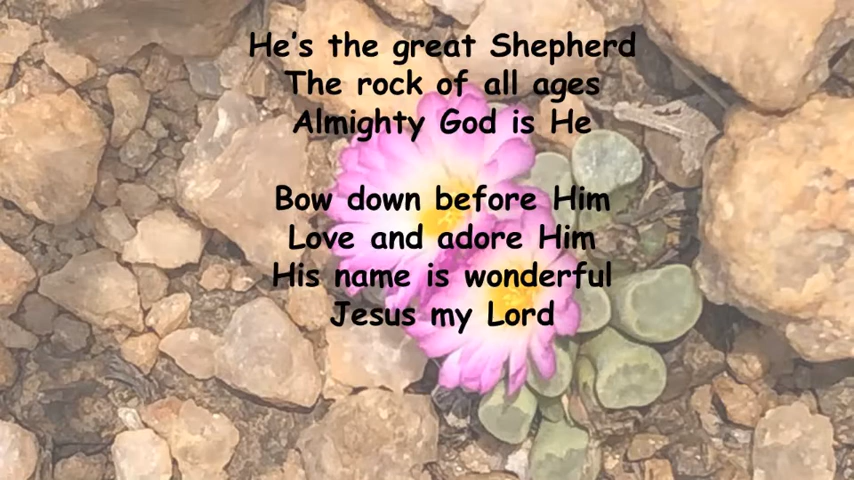 He's the great Shepherd
The rock of all ages
Almighty God is He
Bow down before Him
Love and adore Him
His name is wonderful
Jesus my Lord